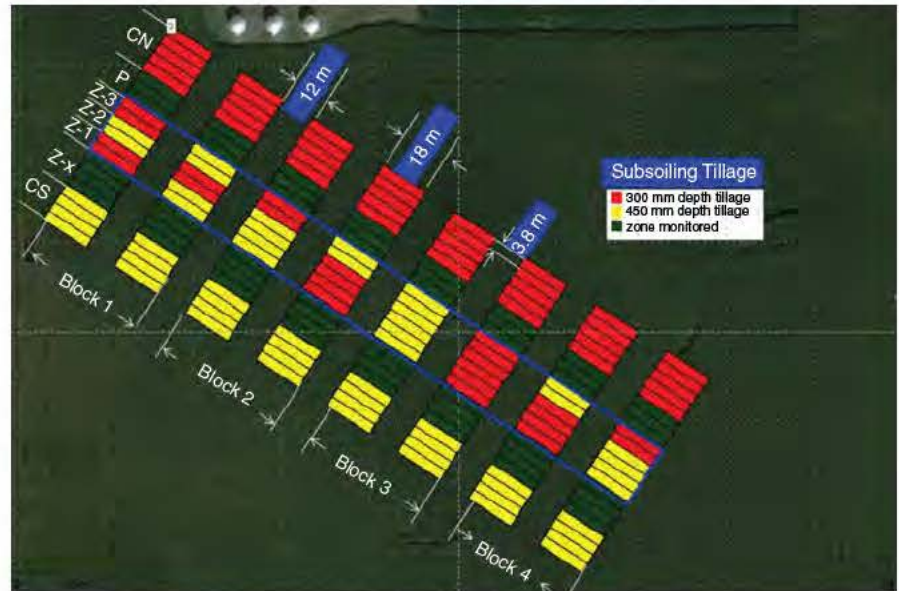 CN
P
Z-3
Z-2
Z-1
Z-x
CS
12 m
18 m
3.8 m
Subsoiling Tillage
300 mm depth tillage
450 mm depth tillage
zone monitored
Block 1
Block 2
Block 3
Block 4